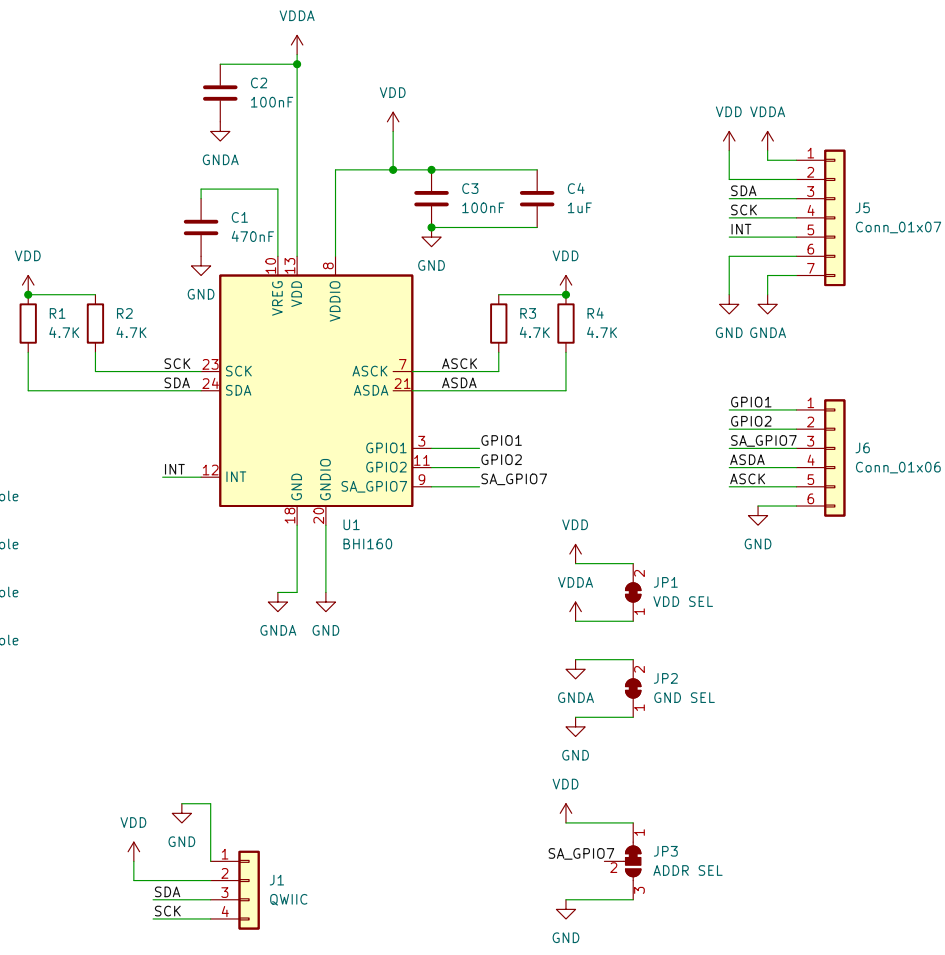 VDDA
C2
100nF
GNDA
VDD
C3
100nF
C4
1uF
GND
C1
470nF
GND
VDD
R1
4.7K
R2
4.7K
VDD
R3
4.7K
R4
4.7K
10
13
8
VREG
VDD
VDDIO
SCK
23
SCK
SDA
24
SDA
INT
12
INT
ASCK
7
ASCK
ASDA
21
ASDA
GPIO1
3
GPIO1
GPIO2
11
GPIO2
SA_GPIO7
9
SA_GPIO7
GND
GNDIO
18
20
U1
BHI160
GNDA
GND
ole
ole
ole
ole
VDD
VDDA
1
2
SDA
3
SCK
4
INT
5
6
7
J5
Conn_01x07
GND
GNDA
GPIO1
1
GPIO2
2
SA_GPIO7
3
ASDA
4
ASCK
5
6
J6
Conn_01x06
GND
VDD
VDDA
2
1
JP1
VDD SEL
GNDA
2
1
JP2
GND SEL
GND
VDD
1
SA_GPIO7
2
3
JP3
ADDR SEL
GND
VDD
GND
1
2
SDA
3
SCK
4
J1
QWIIC